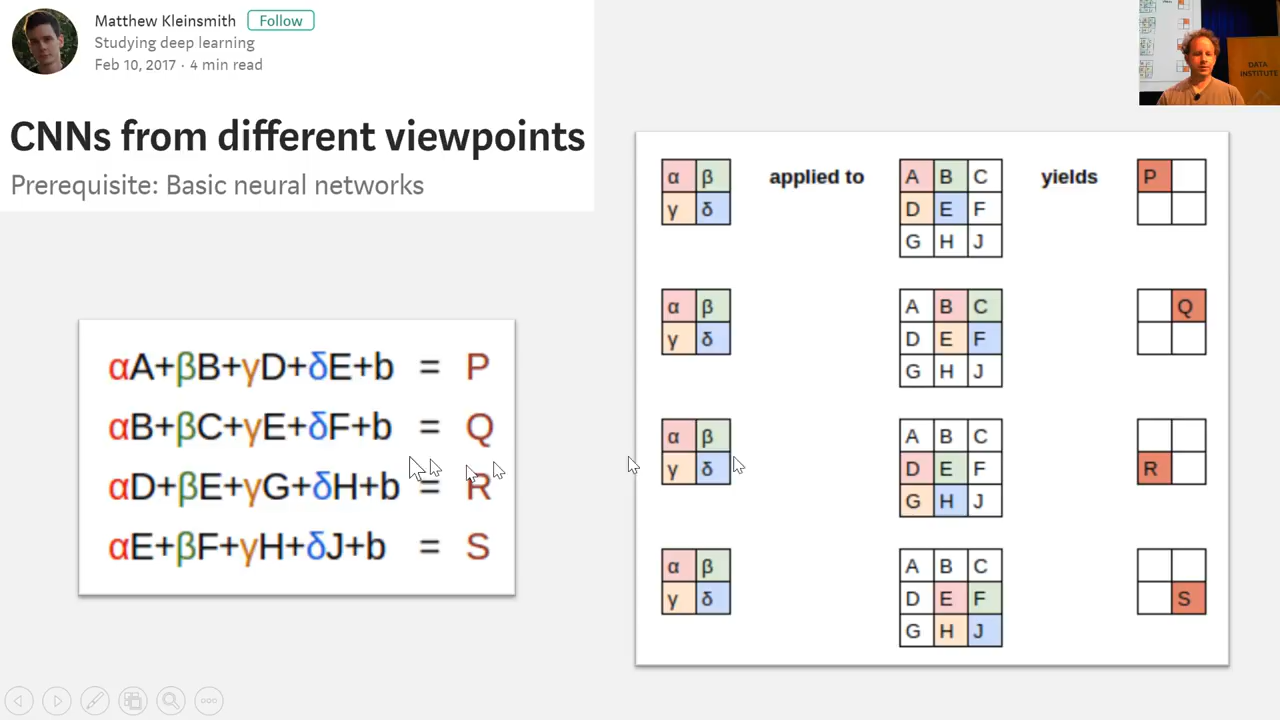 Matthew Kleinsmith Follow
Studying deep learning
Feb 10, 2017 · 4 min read
CNNs from different viewpoints
Prerequisite: Basic neural networks
αA+βB+γD+δE+b = P
αB+βC+γE+δF+b = Q
αD+βE+γG+δH+b = R
αE+βF+γH+δJ+b = S
α β applied to A B C yields P
γ δ D E F
G H J
α β A B C Q
γ δ D E F
G H J
α β A B C
γ δ D E F R
G H J
α β A B C
γ δ D E F S
G H J
DATA
INSTITUTE